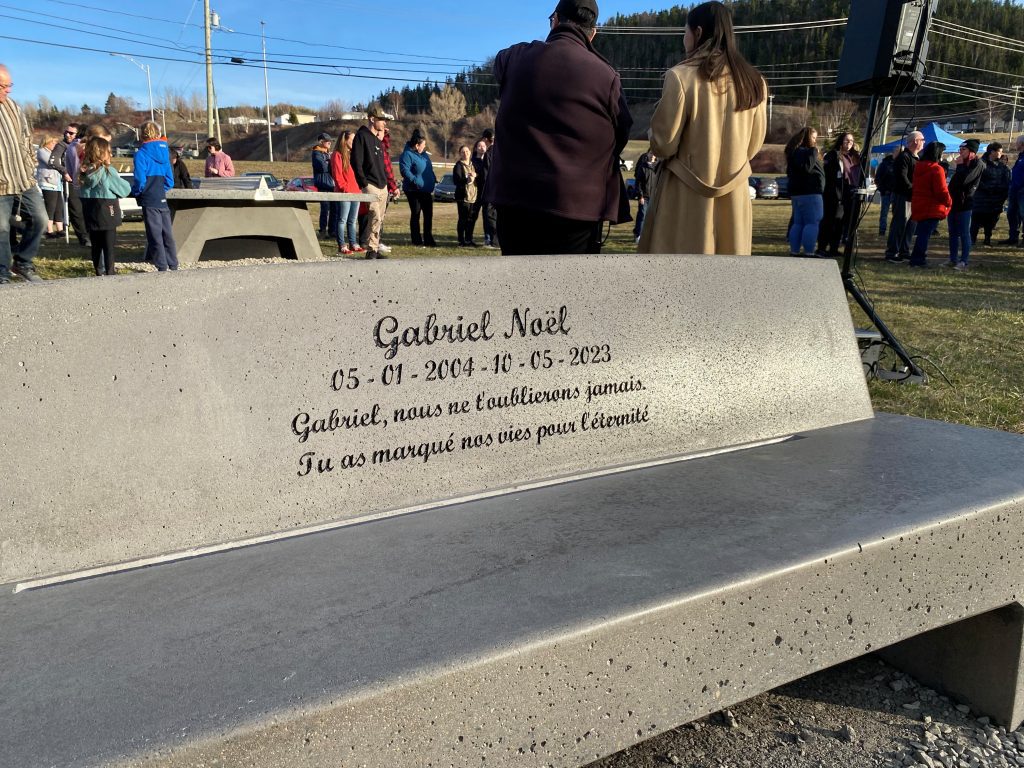 Gabriel Noël
05 - 01 - 2004 - 10 - 05 - 2023
Gabriel, nous ne t'oublierons jamais.
Tu as marqué nos vies pour l'éternité